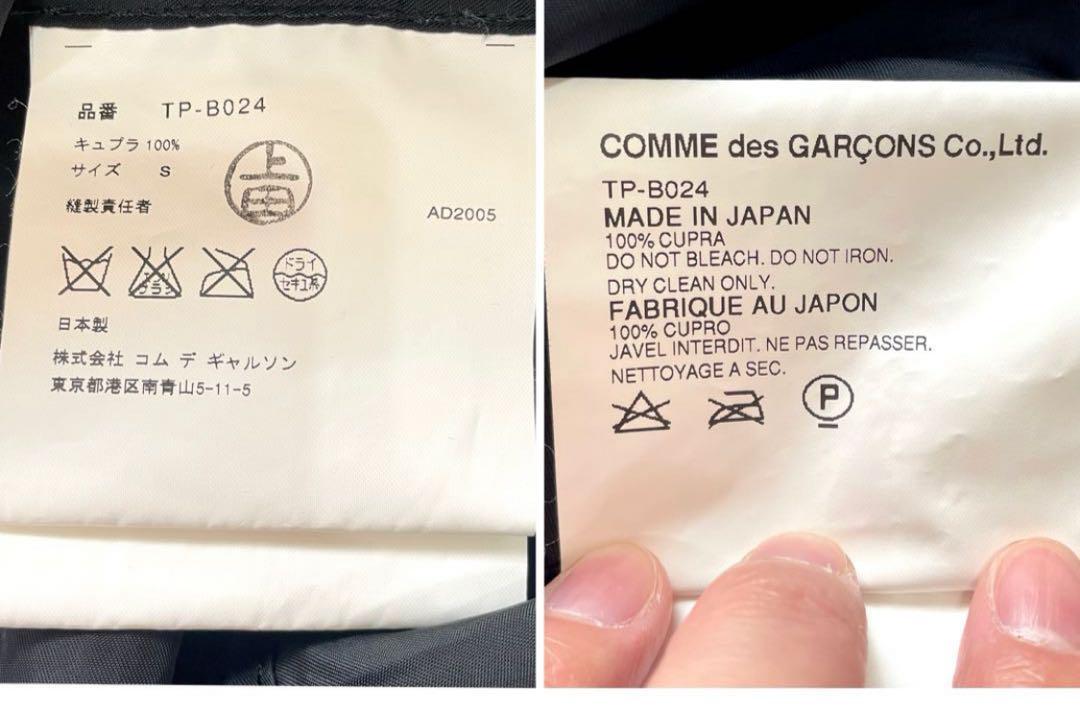 品番 TP-B024
キュプラ 100%
サイズ S
縫製責任者
上田
AD2005
ドライ
セキユ系
日本製
株式会社 コム デ ギャルソン
東京都港区南青山5-11-5
COMME des GARÇONS Co.,Ltd.
TP-B024
MADE IN JAPAN
100% CUPRA
DO NOT BLEACH. DO NOT IRON.
DRY CLEAN ONLY.
FABRIQUE AU JAPON
100% CUPRO
JAVEL INTERDIT. NE PAS REPASSER.
NETTOYAGE A SEC.
P